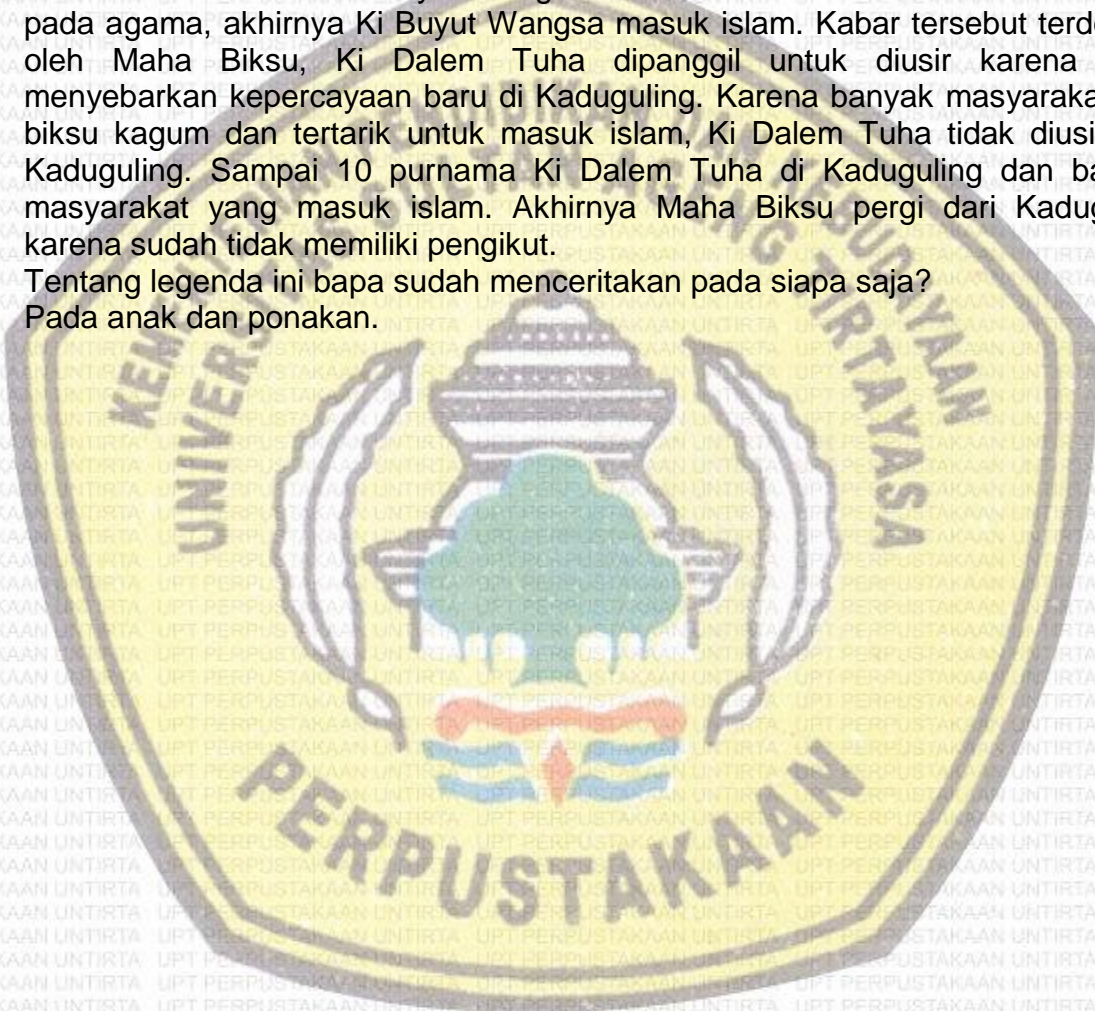 pada agama, akhirnya Ki Buyut Wangsa masuk islam. Kabar tersebut
oleh Maha Biksu, Ki Dalem Tuha dipanggil untuk diusir karena
menyebarkan kepercayaan baru di Kaduguling. Karena banyak
biksu kagum dan tertarik untuk masuk islam, Ki Dalem Tuha tidak
Kaduguling. Sampai 10 purnama Ki Dalem Tuha di Kaduguling dan
masyarakat yang masuk islam. Akhirnya Maha Biksu pergi dari
karena sudah tidak memiliki pengikut.
Tentang legenda ini bapa sudah menceritakan pada siapa saja?
Pada anak dan ponakan.
UNIVERSITAS SULTAN AGENG TIRTAYASA
PERPUSTAKAAN
UPT PERPUSTAKAAN UNTIRTA